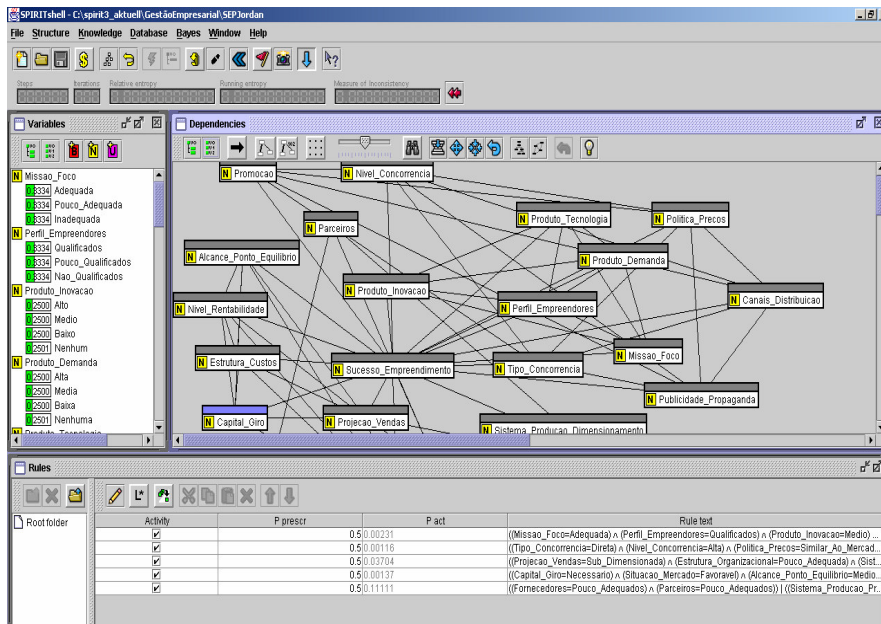 SPIRITshell - C:\spirit3_aktuell\GestãoEmpresarial\SEPJordan
File Structure Knowledge Database Bayes Window Help
Steps Iterations Relative entropy Running entropy Measure of Inconsistency
Variables
Dependencies
B N U
N Missao_Foco
0.3334 Adequada
0.3334 Pouco_Adequada
0.3334 Inadequada
N Perfil_Empreendores
0.3334 Qualificados
0.3334 Pouco_Qualificados
0.3334 Nao_Qualificados
N Produto_Inovacao
0.2500 Alto
0.2500 Medio
0.2500 Baixo
0.2501 Nenhum
N Produto_Demanda
0.2500 Alta
0.2500 Media
0.2500 Baixa
0.2501 Nenhuma
N Produto_Tecnologia
N Promocao
N Nivel_Concorrencia
N Parceiros
N Produto_Tecnologia
N Politica_Precos
N Alcance_Ponto_Equilibrio
N Produto_Demanda
N Produto_Inovacao
N Perfil_Empreendores
N Canais_Distribuicao
N Nivel_Rentabilidade
N Estrutura_Custos
N Sucesso_Empreendimento
N Tipo_Concorrencia
N Missao_Foco
N Publicidade_Propaganda
N Capital_Giro
N Projecao_Vendas
N Sistema_Producao_Dimensionamento
Rules
L*
Root folder
Activity P prescr P act Rule text
0.5 0.00231 ((Missao_Foco=Adequada) ∧ (Perfil_Empreendores=Qualificados) ∧ (Produto_Inovacao=Medio) ...
0.5 0.00116 ((Tipo_Concorrencia=Direta) ∧ (Nivel_Concorrencia=Alta) ∧ (Politica_Precos=Similar_Ao_Mercad...
0.5 0.03704 ((Projecao_Vendas=Sub_Dimensionada) ∧ (Estrutura_Organizacional=Pouco_Adequada) ∧ (Sist...
0.5 0.00137 ((Capital_Giro=Necessario) ∧ (Situacao_Mercado=Favoravel) ∧ (Alcance_Ponto_Equilibrio=Medio...
0.5 0.11111 ((Fornecedores=Pouco_Adequados) ∧ (Parceiros=Pouco_Adequados)) | ((Sistema_Producao_Pr...